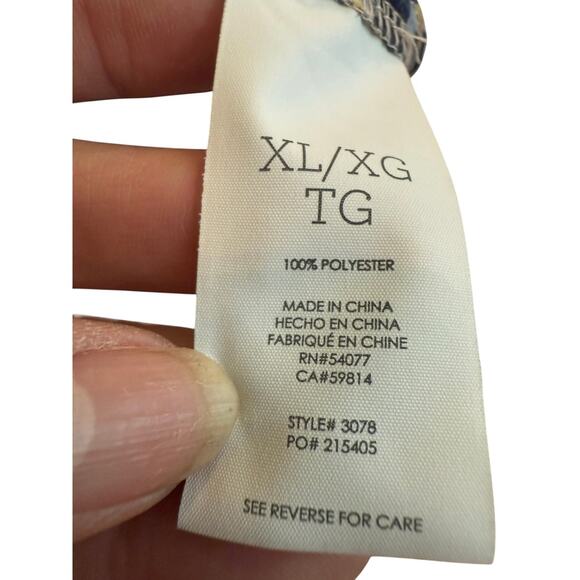 XL/XG
TG
100% POLYESTER
MADE IN CHINA
HECHO EN CHINA
FABRIQUÉ EN CHINE
RN#54077
CA#59814
STYLE# 3078
PO# 215405
SEE REVERSE FOR CARE